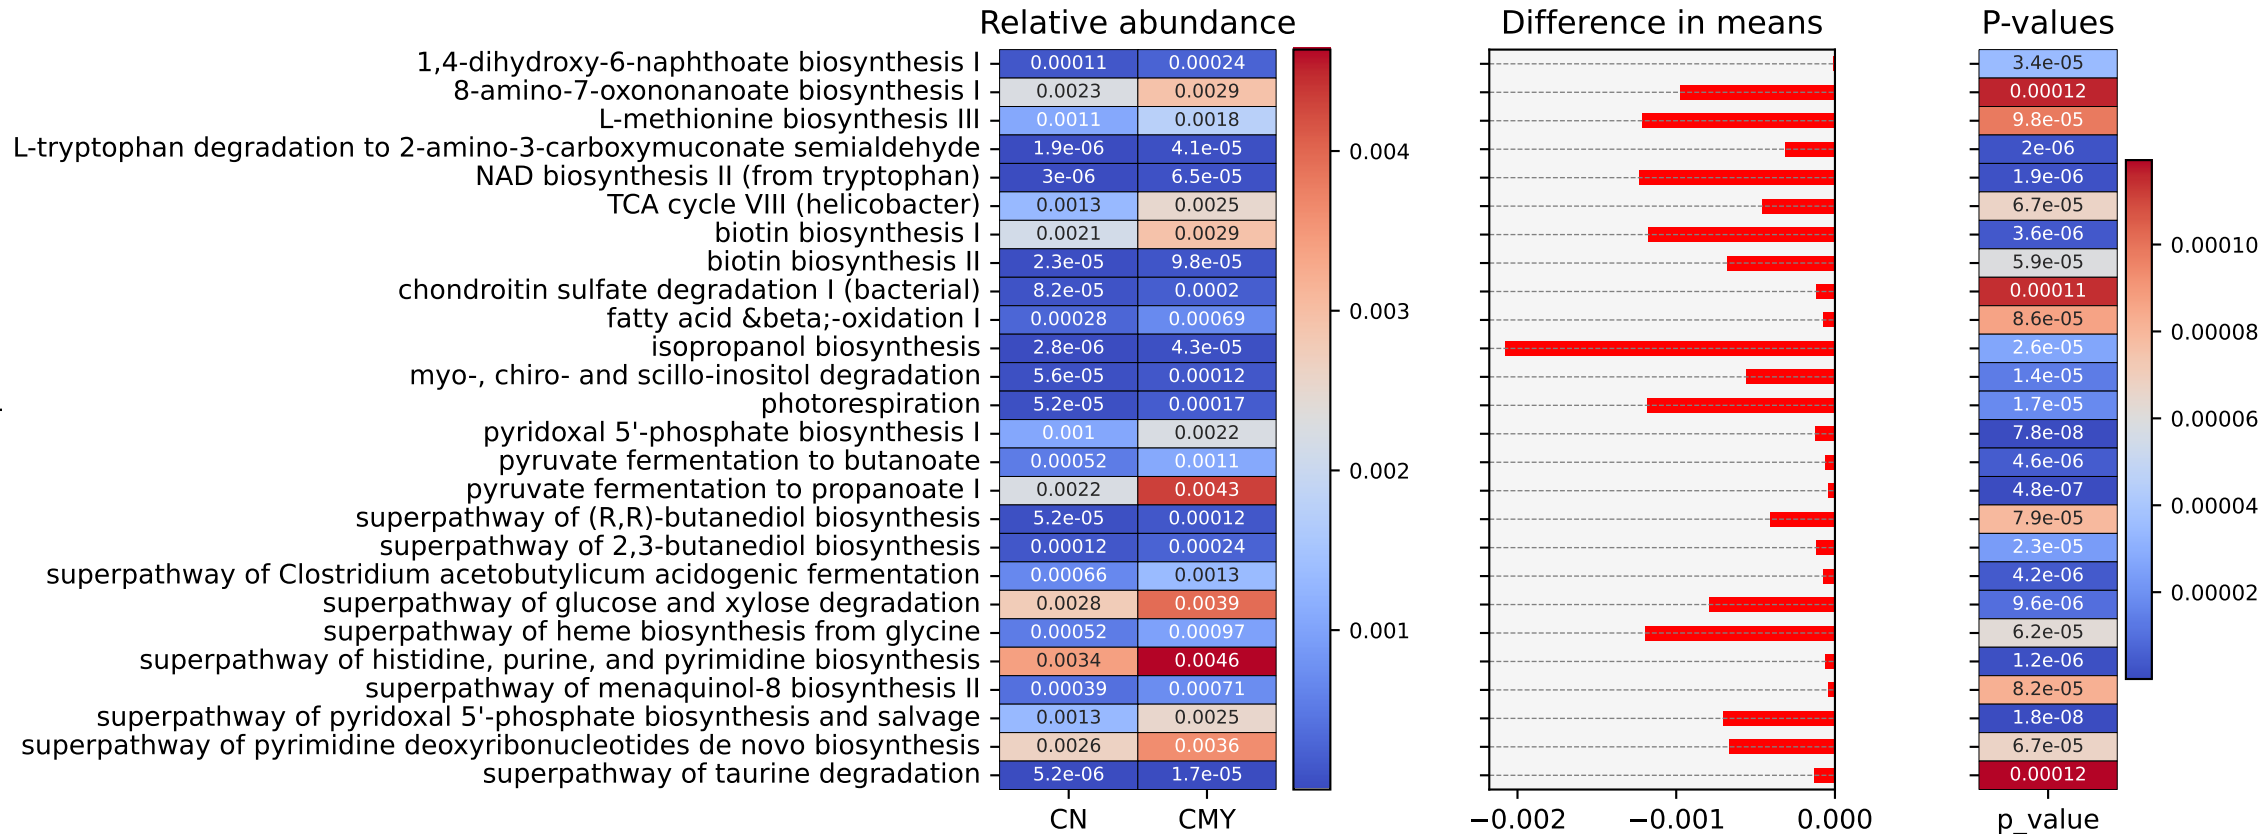 Relative abundance
Difference in means
P-values
1,4-dihydroxy-6-naphthoate biosynthesis I 0.00011 0.00024 3.4e-05
8-amino-7-oxononanoate biosynthesis I 0.0023 0.0029 0.00012
L-methionine biosynthesis III 0.0011 0.0018 9.8e-05
L-tryptophan degradation to 2-amino-3-carboxymuconate semialdehyde 1.9e-06 4.1e-05 2e-06
NAD biosynthesis II (from tryptophan) 3e-06 6.5e-05 1.9e-06
TCA cycle VIII (helicobacter) 0.0013 0.0025 6.7e-05
biotin biosynthesis I 0.0021 0.0029 3.6e-06
biotin biosynthesis II 2.3e-05 9.8e-05 5.9e-05
chondroitin sulfate degradation I (bacterial) 8.2e-05 0.0002 0.00011
fatty acid &beta;-oxidation I 0.00028 0.00069 8.6e-05
isopropanol biosynthesis 2.8e-06 4.3e-05 2.6e-05
myo-, chiro- and scillo-inositol degradation 5.6e-05 0.00012 1.4e-05
photorespiration 5.2e-05 0.00017 1.7e-05
pyridoxal 5'-phosphate biosynthesis I 0.001 0.0022 7.8e-08
pyruvate fermentation to butanoate 0.00052 0.0011 4.6e-06
pyruvate fermentation to propanoate I 0.0022 0.0043 4.8e-07
superpathway of (R,R)-butanediol biosynthesis 5.2e-05 0.00012 7.9e-05
superpathway of 2,3-butanediol biosynthesis 0.00012 0.00024 2.3e-05
superpathway of Clostridium acetobutylicum acidogenic fermentation 0.00066 0.0013 4.2e-06
superpathway of glucose and xylose degradation 0.0028 0.0039 9.6e-06
superpathway of heme biosynthesis from glycine 0.00052 0.00097 6.2e-05
superpathway of histidine, purine, and pyrimidine biosynthesis 0.0034 0.0046 1.2e-06
superpathway of menaquinol-8 biosynthesis II 0.00039 0.00071 8.2e-05
superpathway of pyridoxal 5'-phosphate biosynthesis and salvage 0.0013 0.0025 1.8e-08
superpathway of pyrimidine deoxyribonucleotides de novo biosynthesis 0.0026 0.0036 6.7e-05
superpathway of taurine degradation 5.2e-06 1.7e-05 0.00012
CN CMY
0.004
0.003
0.002
0.001
−0.002 −0.001 0.000
p_value
0.00010
0.00008
0.00006
0.00004
0.00002